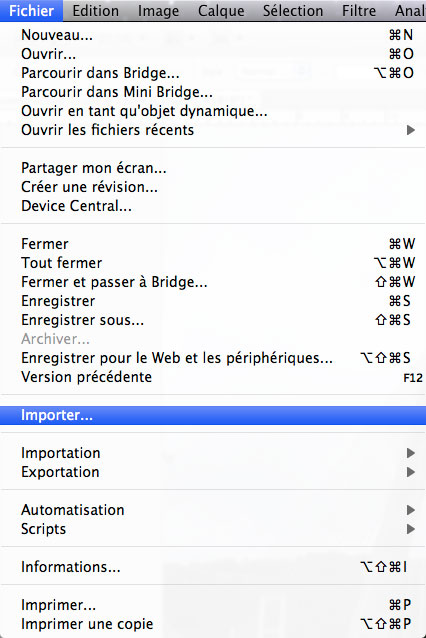 Fichier Edition Image Calque Sélection Filtre Anal
Nouveau... ⌘N
Ouvrir... ⌘O
Parcourir dans Bridge... ⌥⌘O
Parcourir dans Mini Bridge...
Ouvrir en tant qu'objet dynamique...
Ouvrir les fichiers récents ▶
Partager mon écran...
Créer une révision...
Device Central...
Fermer ⌘W
Tout fermer ⌥⌘W
Fermer et passer à Bridge... ⇧⌘W
Enregistrer ⌘S
Enregistrer sous... ⇧⌘S
Archiver...
Enregistrer pour le Web et les périphériques... ⌥⇧⌘S
Version précédente F12
Importer...
Importation ▶
Exportation ▶
Automatisation ▶
Scripts ▶
Informations... ⌥⇧⌘I
Imprimer... ⌘P
Imprimer une copie ⌥⇧⌘P